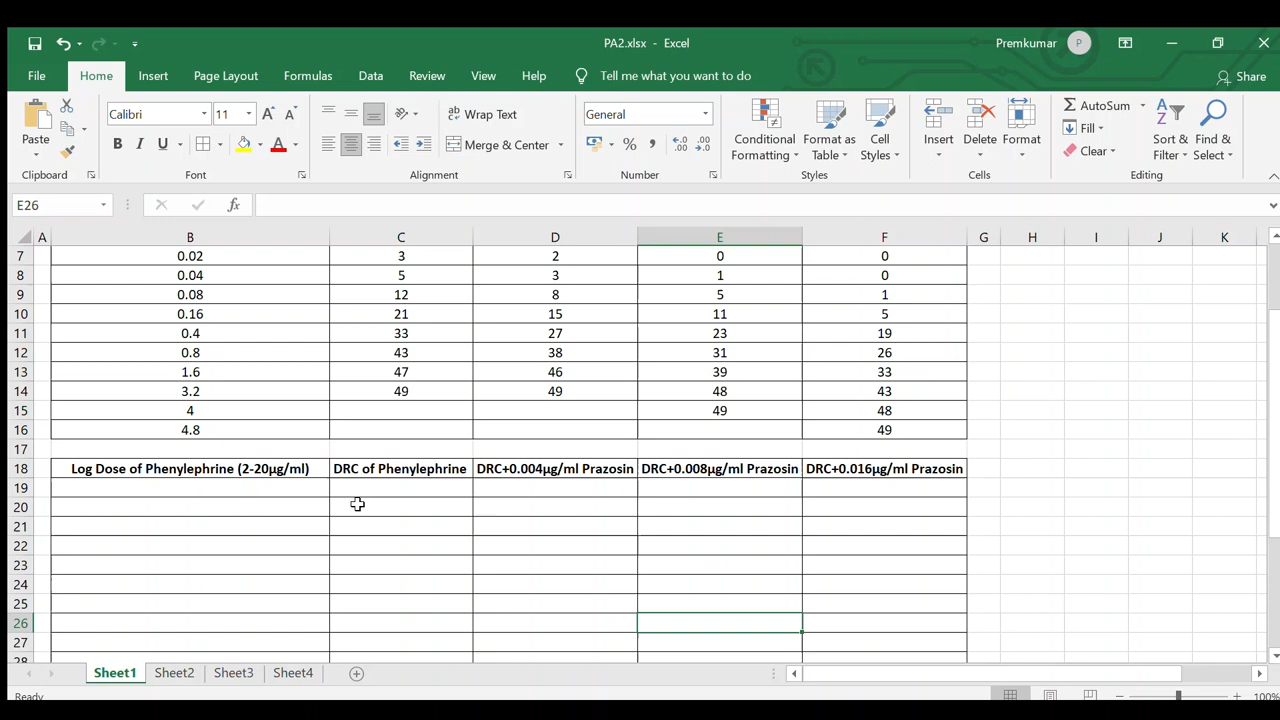 PA2.xlsx - Excel
Premkumar
P
File Home Insert Page Layout Formulas Data Review View Help Tell me what you want to do
Share
Paste
Clipboard
Calibri 11
B I U
Font
Wrap Text
Merge & Center
Alignment
General
% ,
Number
Conditional Formatting
Format as Table
Cell Styles
Styles
Insert Delete Format
Cells
AutoSum
Fill
Clear
Sort & Filter
Find & Select
Editing
E26 fx
A B C D E F G H I J K
7 0.02 3 2 0 0
8 0.04 5 3 1 0
9 0.08 12 8 5 1
10 0.16 21 15 11 5
11 0.4 33 27 23 19
12 0.8 43 38 31 26
13 1.6 47 46 39 33
14 3.2 49 49 48 43
15 4 49 48
16 4.8 49
17
18 Log Dose of Phenylephrine (2-20µg/ml) DRC of Phenylephrine DRC+0.004µg/ml Prazosin DRC+0.008µg/ml Prazosin DRC+0.016µg/ml Prazosin
19
20
21
22
23
24
25
26
27
28
Sheet1 Sheet2 Sheet3 Sheet4
Ready
100%